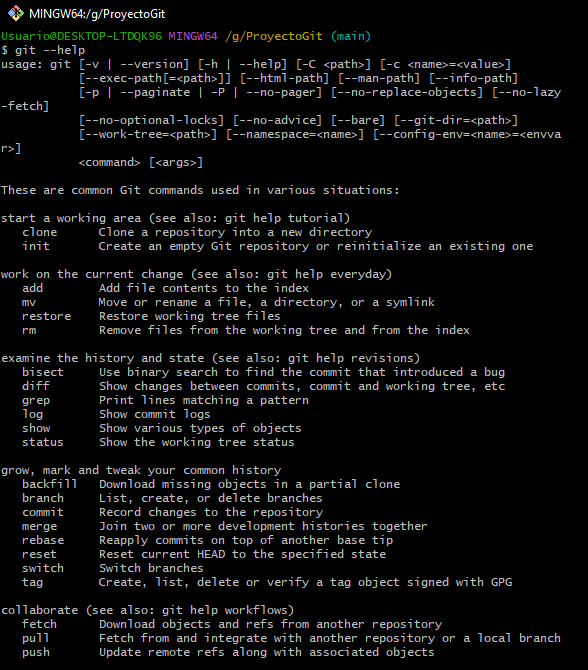 MINGW64:/g/ProyectoGit
Usuario@DESKTOP-LTDQK96 MINGW64 /g/ProyectoGit (main)
$ git --help
usage: git [-v | --version] [-h | --help] [-C <path>] [-c <name>=<value>]
           [--exec-path[=<path>]] [--html-path] [--man-path] [--info-path]
           [-p | --paginate | -P | --no-pager] [--no-replace-objects] [--no-lazy
-fetch]
           [--no-optional-locks] [--no-advice] [--bare] [--git-dir=<path>]
           [--work-tree=<path>] [--namespace=<name>] [--config-env=<name>=<envva
r>]
           <command> [<args>]

These are common Git commands used in various situations:

start a working area (see also: git help tutorial)
   clone      Clone a repository into a new directory
   init       Create an empty Git repository or reinitialize an existing one

work on the current change (see also: git help everyday)
   add        Add file contents to the index
   mv         Move or rename a file, a directory, or a symlink
   restore    Restore working tree files
   rm         Remove files from the working tree and from the index

examine the history and state (see also: git help revisions)
   bisect     Use binary search to find the commit that introduced a bug
   diff       Show changes between commits, commit and working tree, etc
   grep       Print lines matching a pattern
   log        Show commit logs
   show       Show various types of objects
   status     Show the working tree status

grow, mark and tweak your common history
   backfill   Download missing objects in a partial clone
   branch     List, create, or delete branches
   commit     Record changes to the repository
   merge      Join two or more development histories together
   rebase     Reapply commits on top of another base tip
   reset      Reset current HEAD to the specified state
   switch     Switch branches
   tag        Create, list, delete or verify a tag object signed with GPG

collaborate (see also: git help workflows)
   fetch      Download objects and refs from another repository
   pull       Fetch from and integrate with another repository or a local branch
   push       Update remote refs along with associated objects